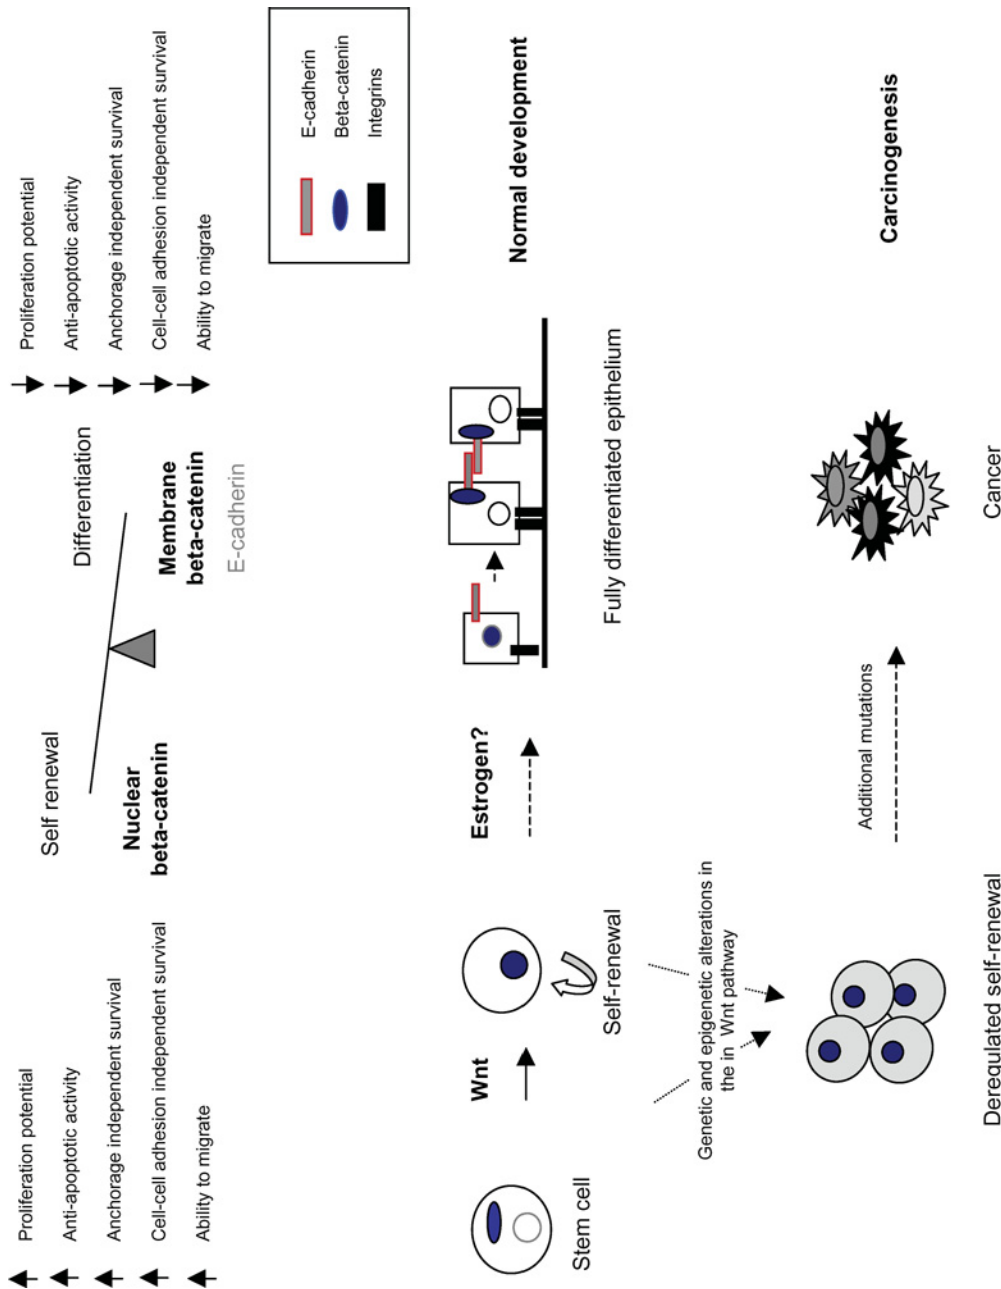 Proliferation potential
Anti-apoptotic activity
Anchorage independent survival
Cell-cell adhesion independent survival
Ability to migrate
Self renewal
Differentiation
Nuclear
beta-catenin
Membrane
beta-catenin
E-cadherin
Proliferation potential
Anti-apoptotic activity
Anchorage independent survival
Cell-cell adhesion independent survival
Ability to migrate
E-cadherin
Beta-catenin
Integrins
Wnt
Estrogen?
Normal development
Stem cell
Self-renewal
Fully differentiated epithelium
Genetic and epigenetic alterations in
the in Wnt pathway
Additional mutations
Carcinogenesis
Deregulated self-renewal
Cancer